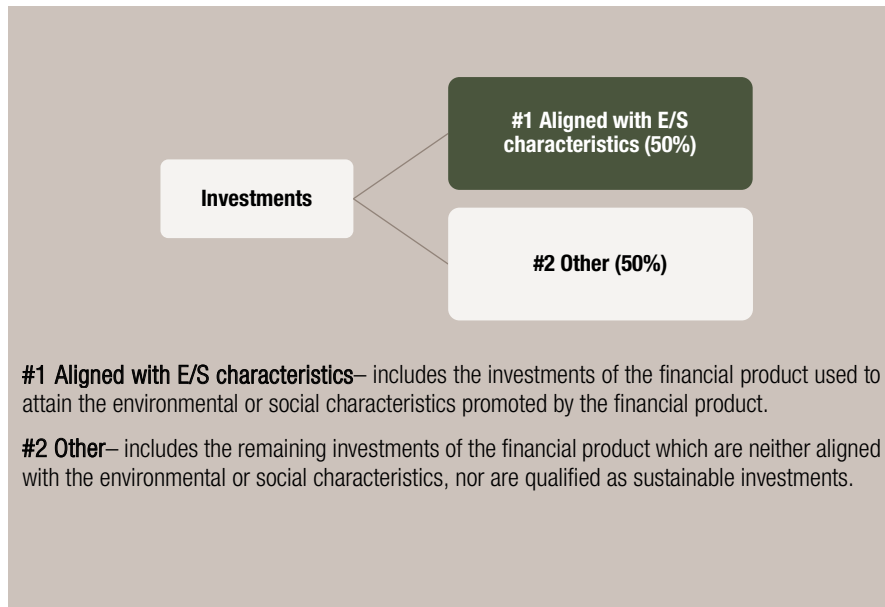 #1 Aligned with E/S
characteristics (50%)
Investments
#2 Other (50%)
#1 Aligned with E/S characteristics– includes the investments of the financial product used to
attain the environmental or social characteristics promoted by the financial product.
#2 Other– includes the remaining investments of the financial product which are neither aligned
with the environmental or social characteristics, nor are qualified as sustainable investments.